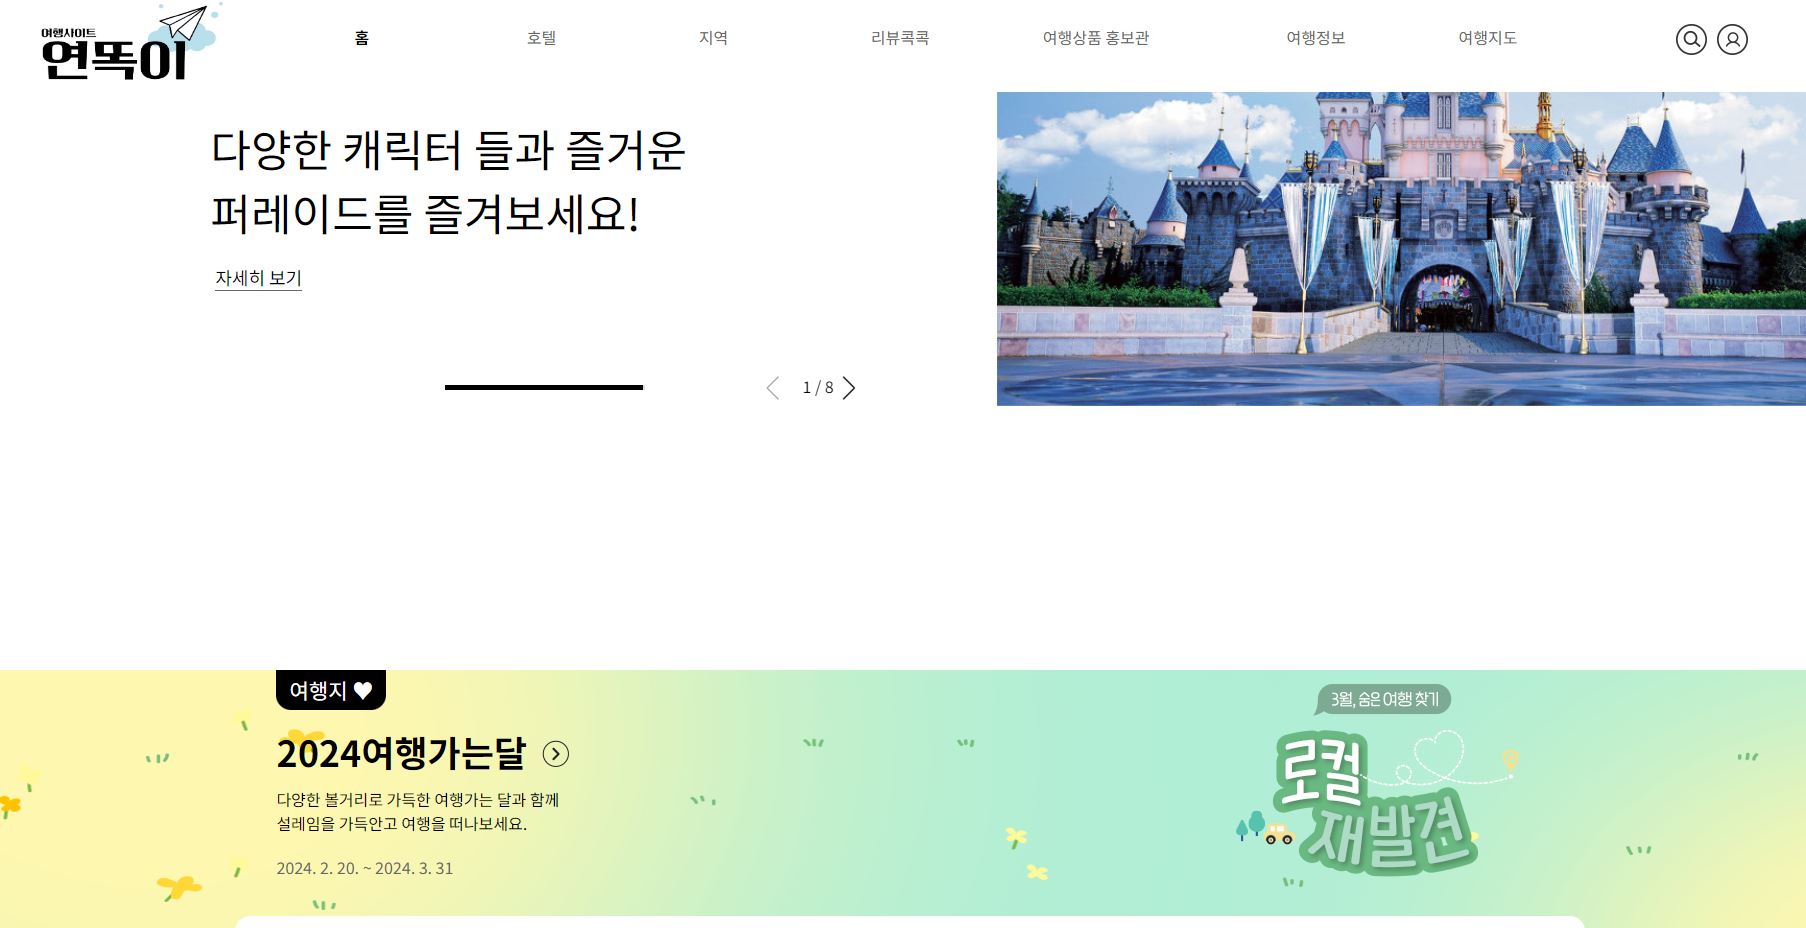 여행사이트
연똑이
홈
호텔
지역
리뷰콕콕
여행상품 홍보관
여행정보
여행지도
다양한 캐릭터 들과 즐거운
퍼레이드를 즐겨보세요!
자세히 보기
1 / 8
여행지 ♥
2024여행가는달
다양한 볼거리로 가득한 여행가는 달과 함께
설레임을 가득안고 여행을 떠나보세요.
2024. 2. 20. ~ 2024. 3. 31
3월, 숨은 여행 찾기
로컬
재발견